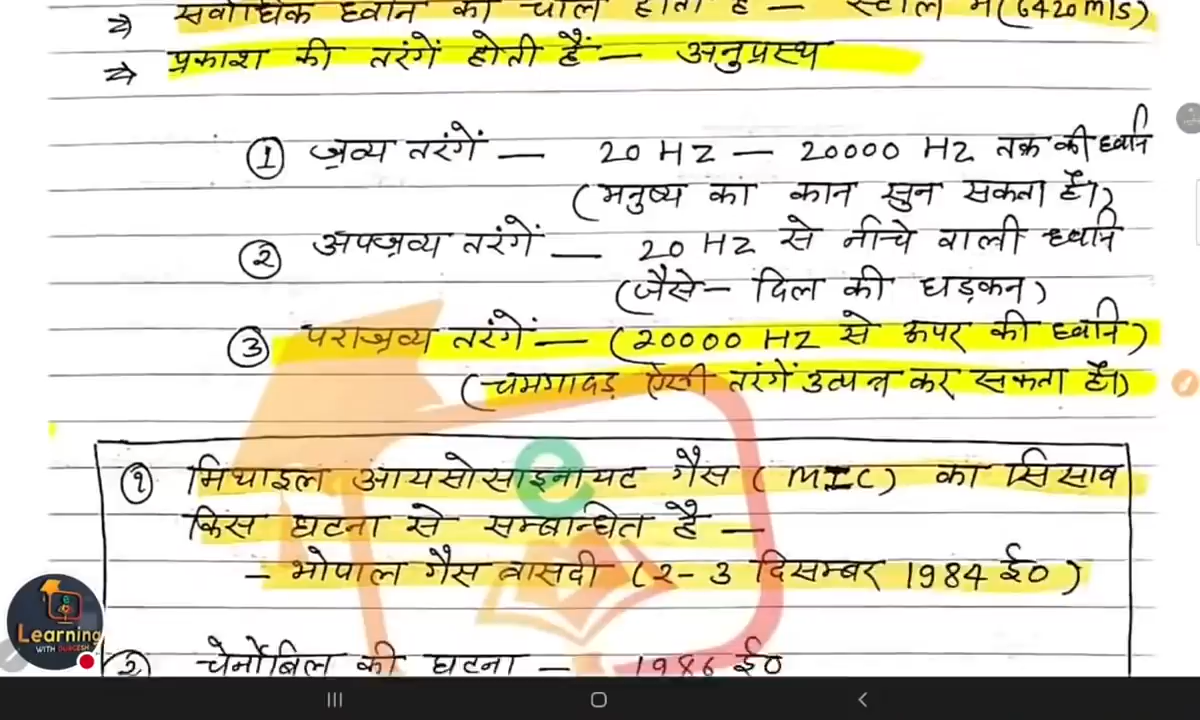 ⇒ सर्वाधिक ध्वनि की चाल होती है — स्टील में (6420 m/s)
⇒ प्रकाश की तरंगें होती हैं — अनुप्रस्थ
① श्रव्य तरंगें — 20 HZ — 20000 HZ तक की ध्वनि
(मनुष्य का कान सुन सकता है।)
② अपश्रव्य तरंगें — 20 HZ से नीचे वाली ध्वनि
(जैसे - दिल की धड़कन)
③ पराश्रव्य तरंगें — (20000 HZ से ऊपर की ध्वनि)
(चमगादड़ ऐसी तरंगें उत्पन्न कर सकता है।)
① मिथाइल आयसोसाइनायट गैस (MIC) का रिसाव
किस घटना से सम्बन्धित है —
- भोपाल गैस त्रासदी (2-3 दिसम्बर 1984 ई०)
② चेर्नोबिल की घटना — 1986 ई०
e
Learning
WITH DURGESH